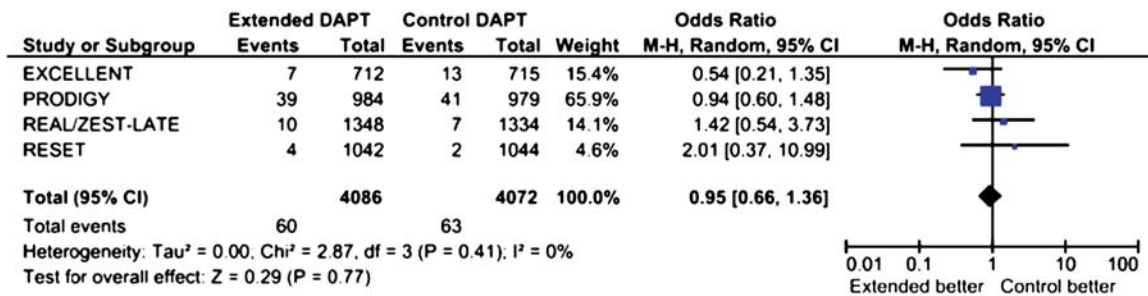 Extended DAPT Control DAPT Odds Ratio Odds Ratio
Study or Subgroup Events Total Events Total Weight M-H, Random, 95% CI M-H, Random, 95% CI
EXCELLENT 7 712 13 715 15.4% 0.54 [0.21, 1.35]
PRODIGY 39 984 41 979 65.9% 0.94 [0.60, 1.48]
REAL/ZEST-LATE 10 1348 7 1334 14.1% 1.42 [0.54, 3.73]
RESET 4 1042 2 1044 4.6% 2.01 [0.37, 10.99]
Total (95% CI) 4086 4072 100.0% 0.95 [0.66, 1.36]
Total events 60 63
Heterogeneity: Tau² = 0.00; Chi² = 2.87, df = 3 (P = 0.41); I² = 0%
Test for overall effect: Z = 0.29 (P = 0.77)
0.01 0.1 1 10 100
Extended better Control better